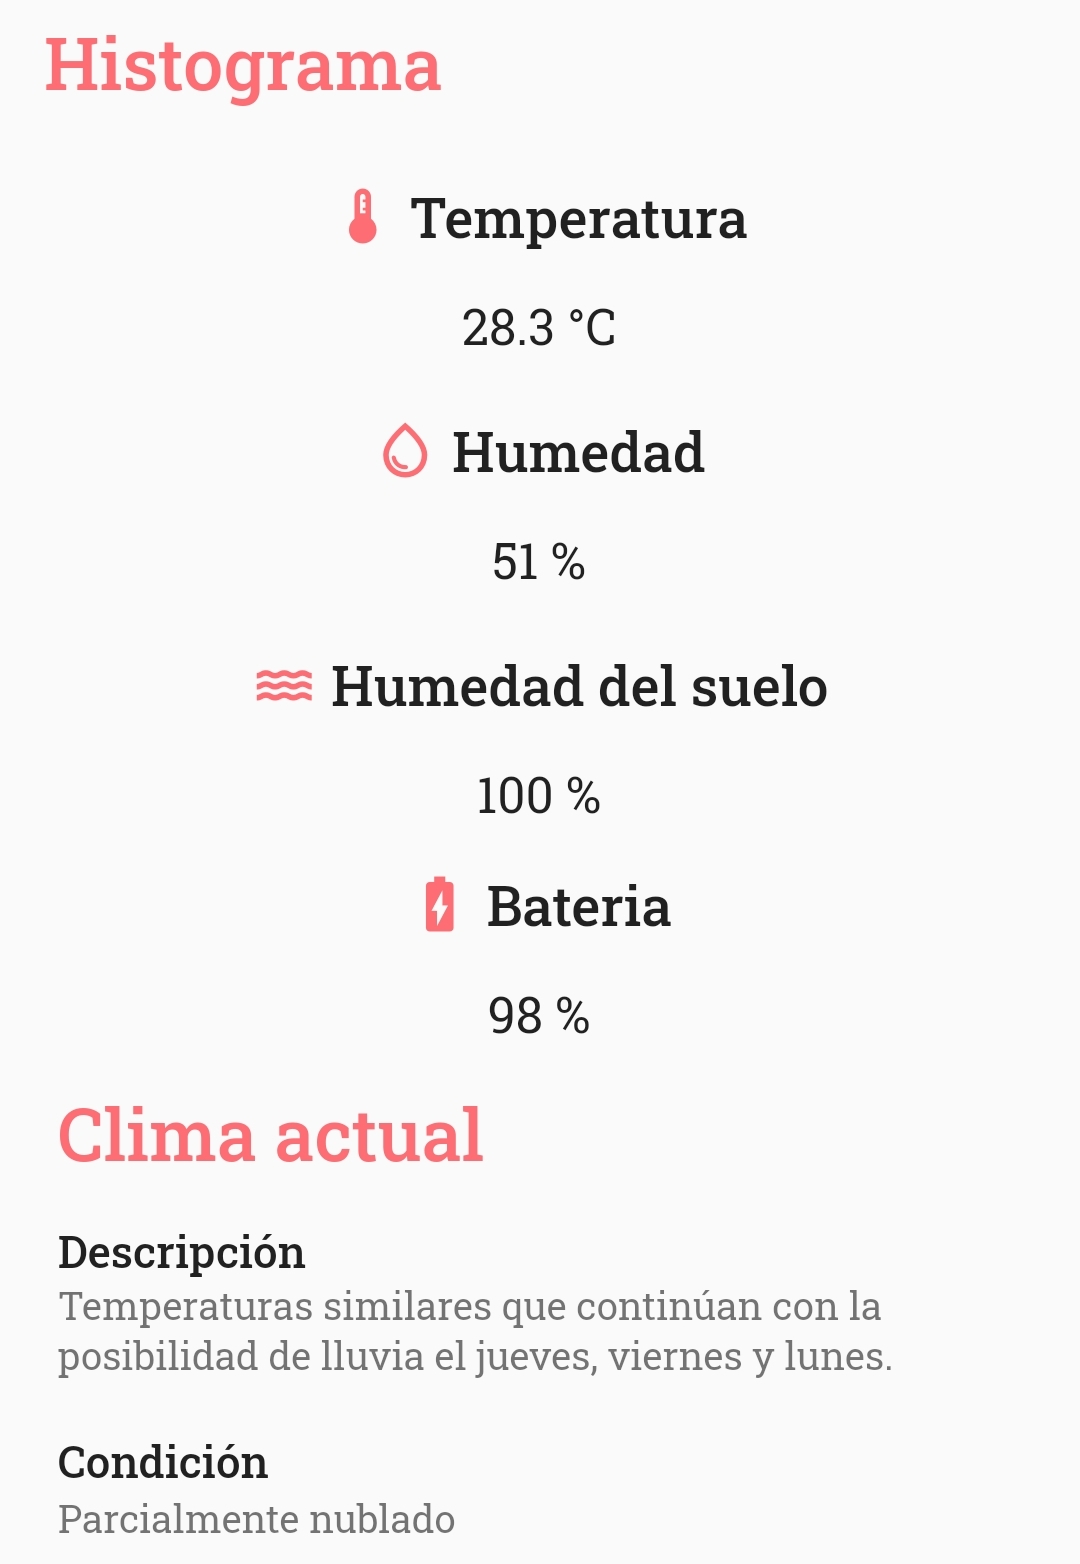 Histograma
Temperatura
28.3 °C
Humedad
51 %
Humedad del suelo
100 %
Bateria
98 %
Clima actual
Descripción
Temperaturas similares que continúan con la
posibilidad de lluvia el jueves, viernes y lunes.
Condición
Parcialmente nublado